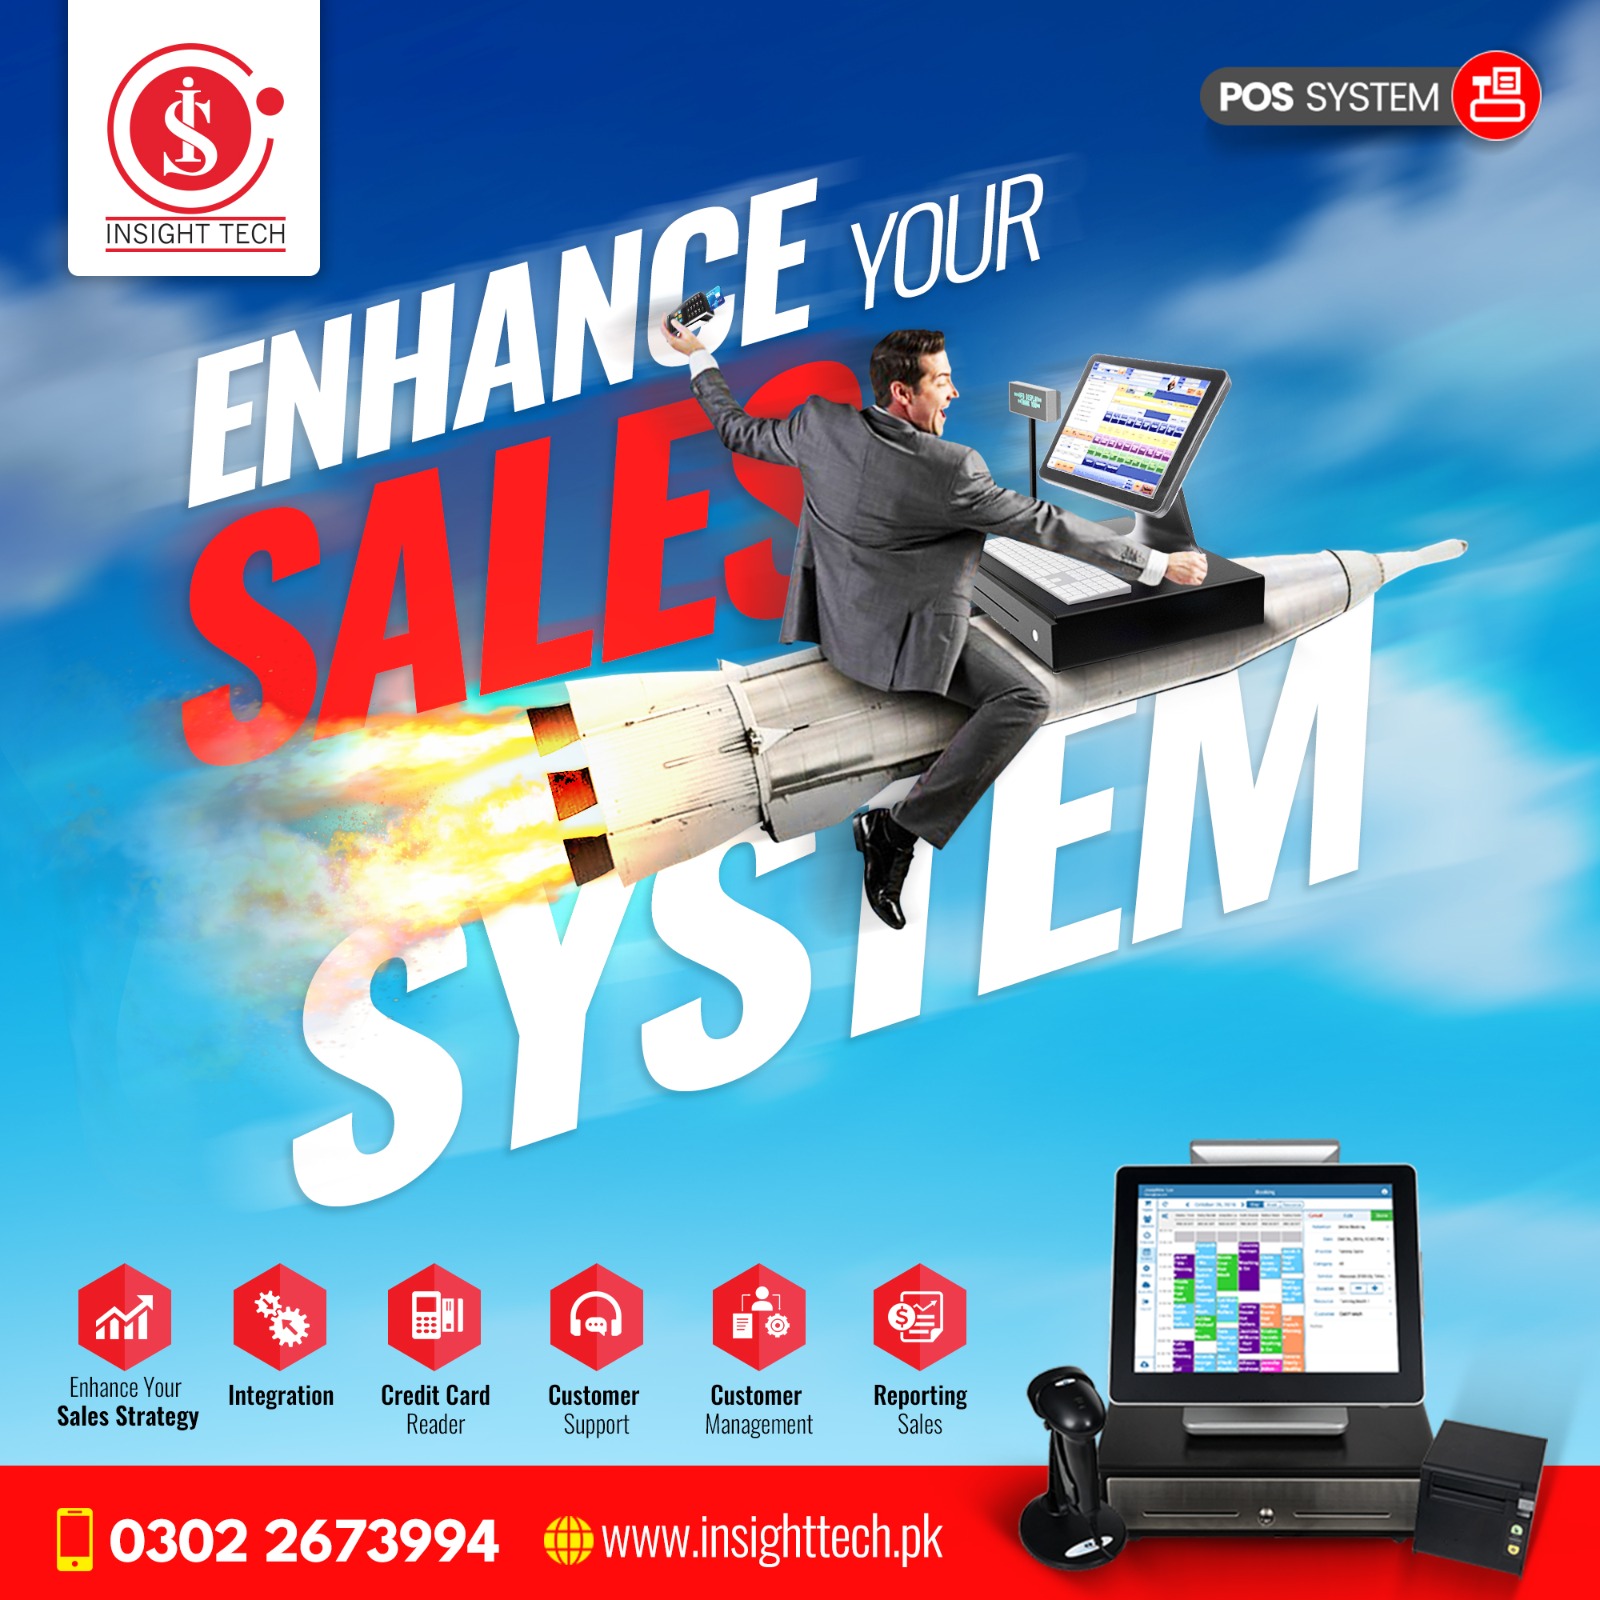 INSIGHT TECH
POS SYSTEM
ENHANCE YOUR
SALES
SYSTEM
Enhance Your
Sales Strategy
Integration
Credit Card
Reader
Customer
Support
Customer
Management
Reporting
Sales
0302 2673994
www.insighttech.pk